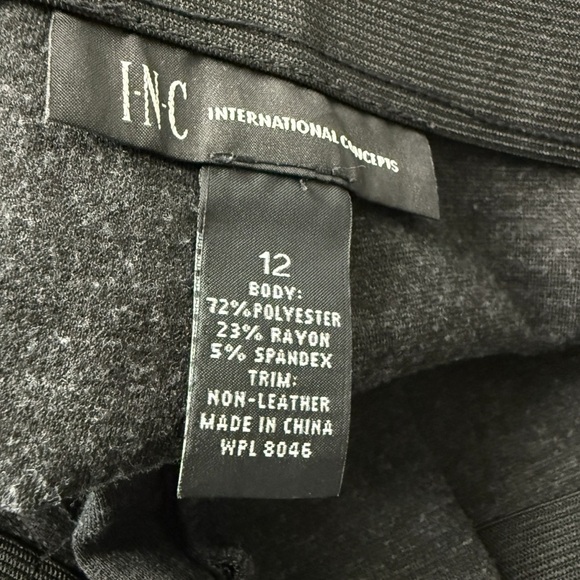 I·N·C INTERNATIONAL CONCEPTS
12
BODY:
72%POLYESTER
23% RAYON
5% SPANDEX
TRIM:
NON-LEATHER
MADE IN CHINA
WPL 8046